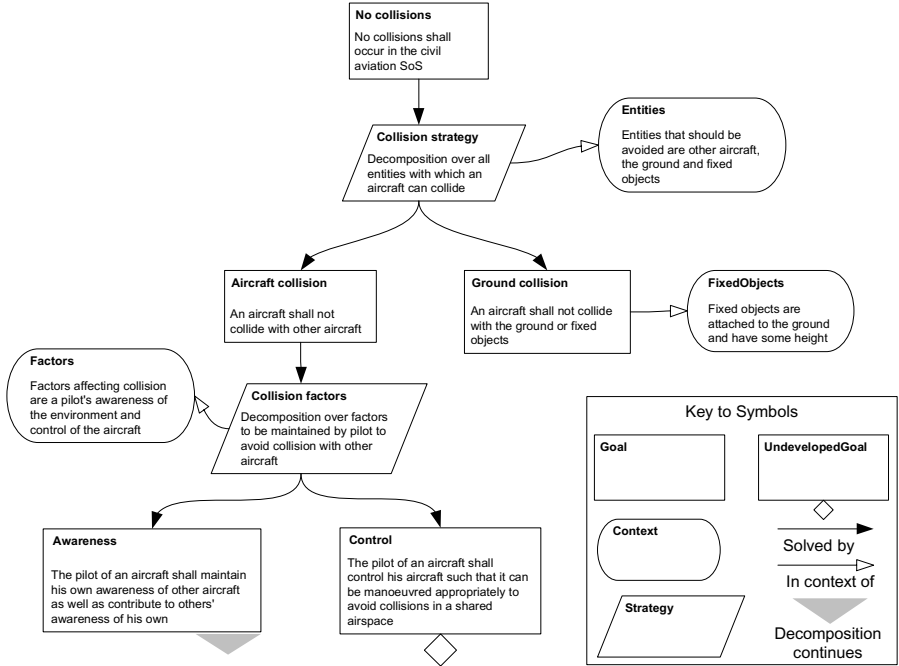 No collisions
No collisions shall
occur in the civil
aviation SoS
Collision strategy
Decomposition over all
entities with which an
aircraft can collide
Entities
Entities that should be
avoided are other aircraft,
the ground and fixed
objects
Aircraft collision
An aircraft shall not
collide with other aircraft
Ground collision
An aircraft shall not collide
with the ground or fixed
objects
FixedObjects
Fixed objects are
attached to the ground
and have some height
Factors
Factors affecting collision
are a pilot's awareness of
the environment and
control of the aircraft
Collision factors
Decomposition over factors
to be maintained by pilot to
avoid collision with other
aircraft
Awareness
The pilot of an aircraft shall maintain
his own awareness of other aircraft
as well as contribute to others'
awareness of his own
Control
The pilot of an aircraft shall
control his aircraft such that it can
be manoeuvred appropriately to
avoid collisions in a shared
airspace
Key to Symbols
Goal
UndevelopedGoal
Context
Solved by
In context of
Strategy
Decomposition
continues